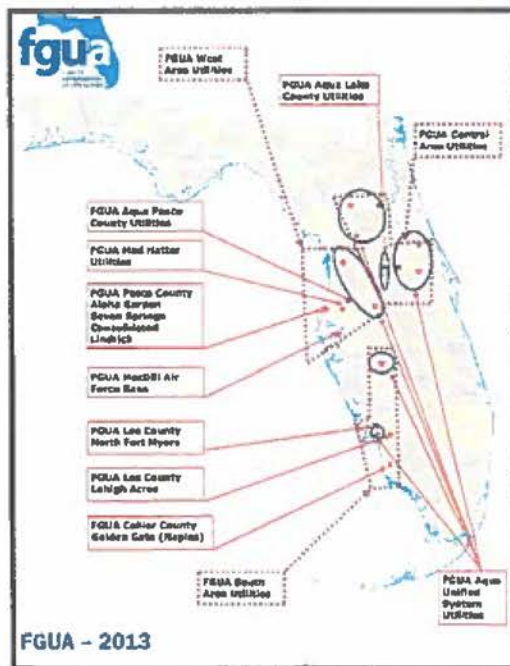 fgua
FGUA West
Area Utilities
FGUA Aqua Lake
County Utilities
FGUA Central
Area Utilities
FGUA Aqua Pasco
County Utilities
FGUA Mad Hatter
Utilities
FGUA Pasco County
Aloha Garden
Seven Springs
Consolidated
Lindrick
FGUA MacDill Air
Force Base
FGUA Lee County
North Fort Myers
FGUA Lee County
Lehigh Acres
FGUA Collier County
Golden Gate (Naples)
FGUA South
Area Utilities
FGUA Aqua
Unified
System
Utilities
FGUA - 2013